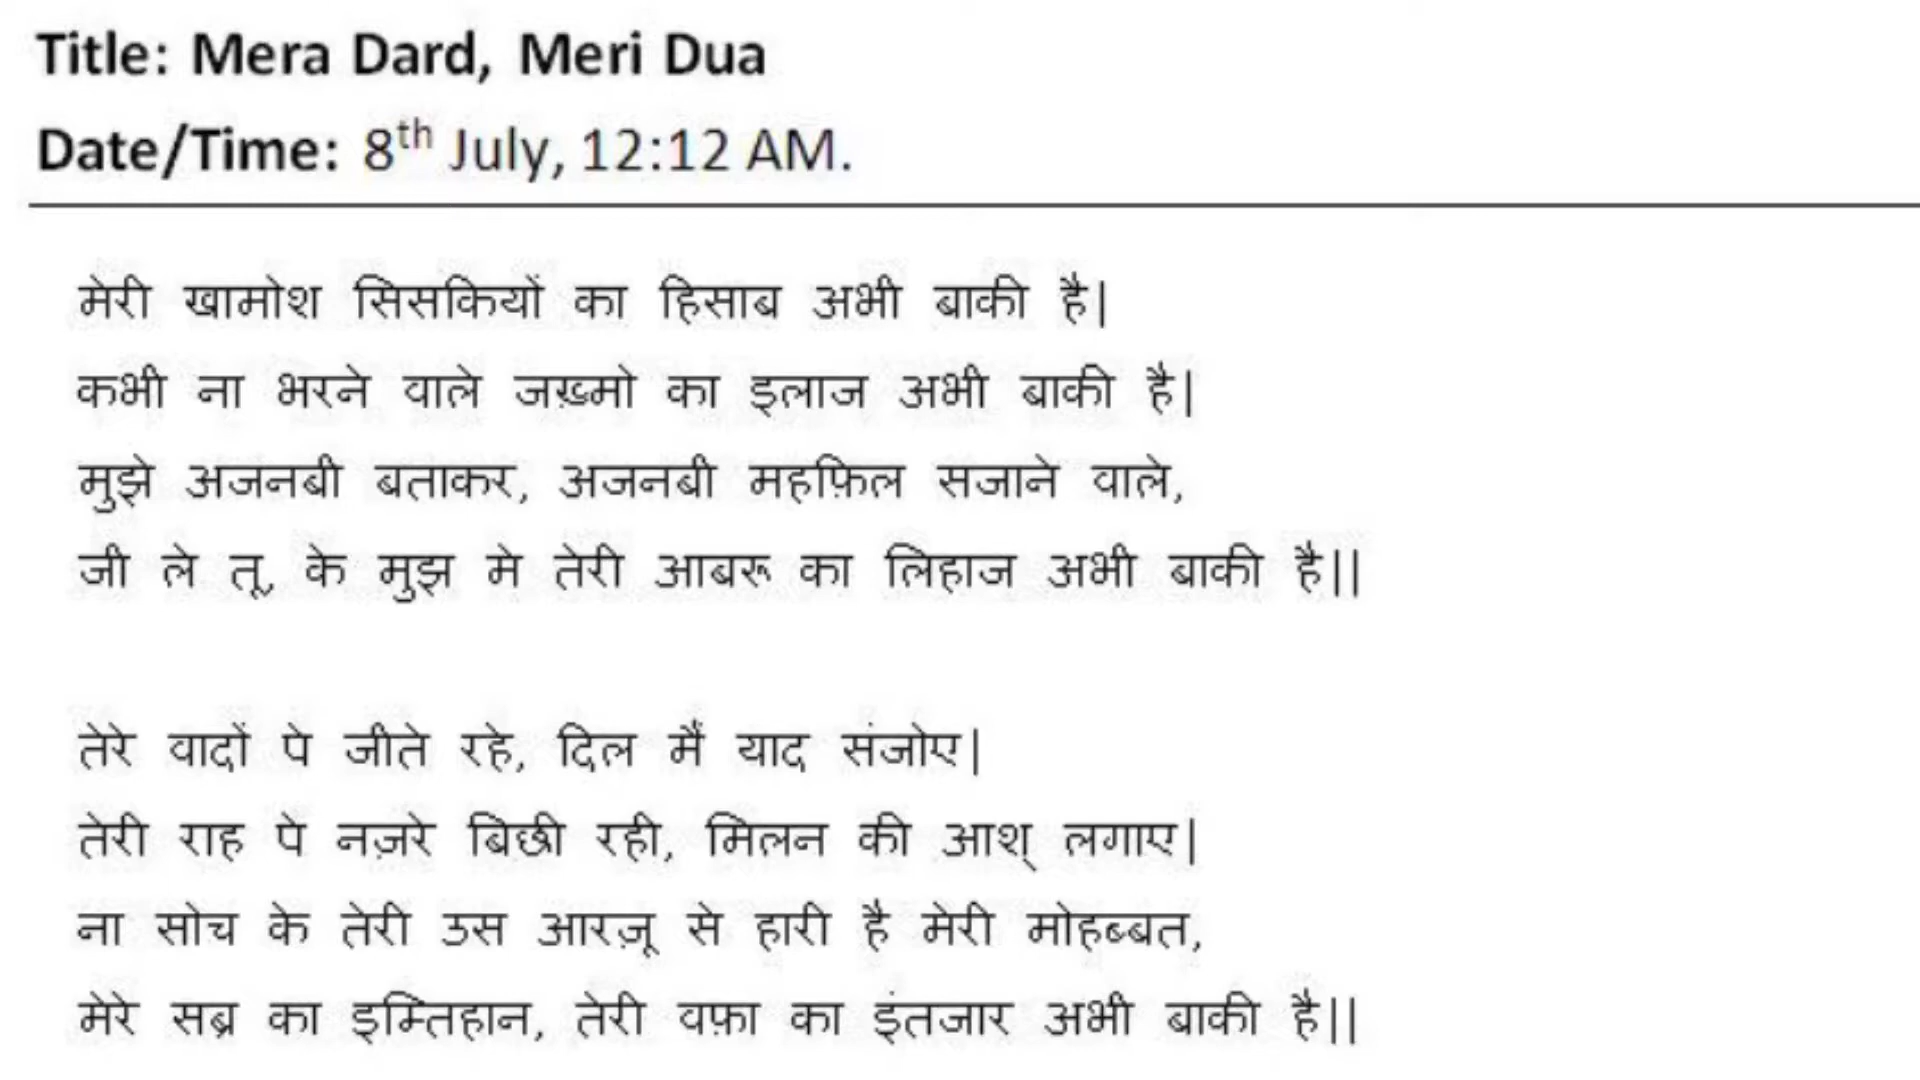 Title: Mera Dard, Meri Dua
Date/Time: 8th July, 12:12 AM.
मेरी खामोश सिसकियों का हिसाब अभी बाकी है|
कभी ना भरने वाले जख़्मो का इलाज अभी बाकी है|
मुझे अजनबी बताकर, अजनबी महफ़िल सजाने वाले,
जी ले तू, के मुझ मे तेरी आबरू का लिहाज अभी बाकी है||
तेरे वादों पे जीते रहे, दिल मैं याद संजोए|
तेरी राह पे नज़रे बिछी रही, मिलन की आश् लगाए|
ना सोच के तेरी उस आरज़ू से हारी है मेरी मोहब्बत,
मेरे सब्र का इम्तिहान, तेरी वफ़ा का इंतजार अभी बाकी है||